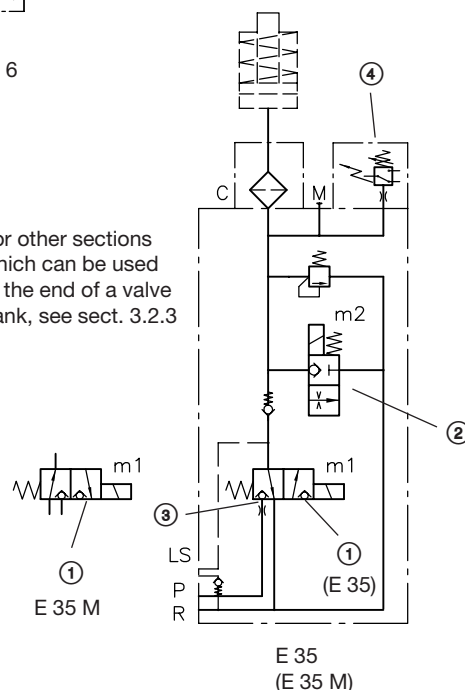 6
④
C
M
or other sections
hich can be used
the end of a valve
ank, see sect. 3.2.3
m2
②
m1
m1
③
①
①
LS
(E 35)
P
E 35 M
R
E 35
(E 35 M)